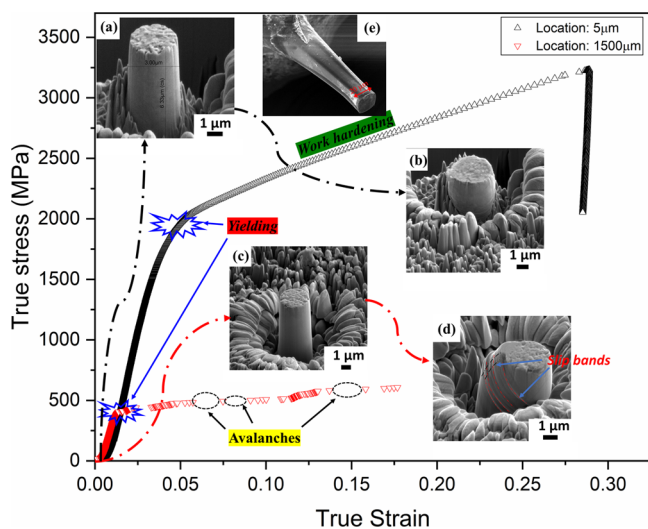 (a)
(e)
△ Location: 5μm
▽ Location: 1500μm
3500
3000
2500
2000
1500
1000
500
0
True stress (MPa)
1 μm
1 μm
Work hardening
(b)
1 μm
Yielding
(c)
1 μm
(d)
Slip bands
1 μm
Avalanches
0.00 0.05 0.10 0.15 0.20 0.25 0.30
True Strain